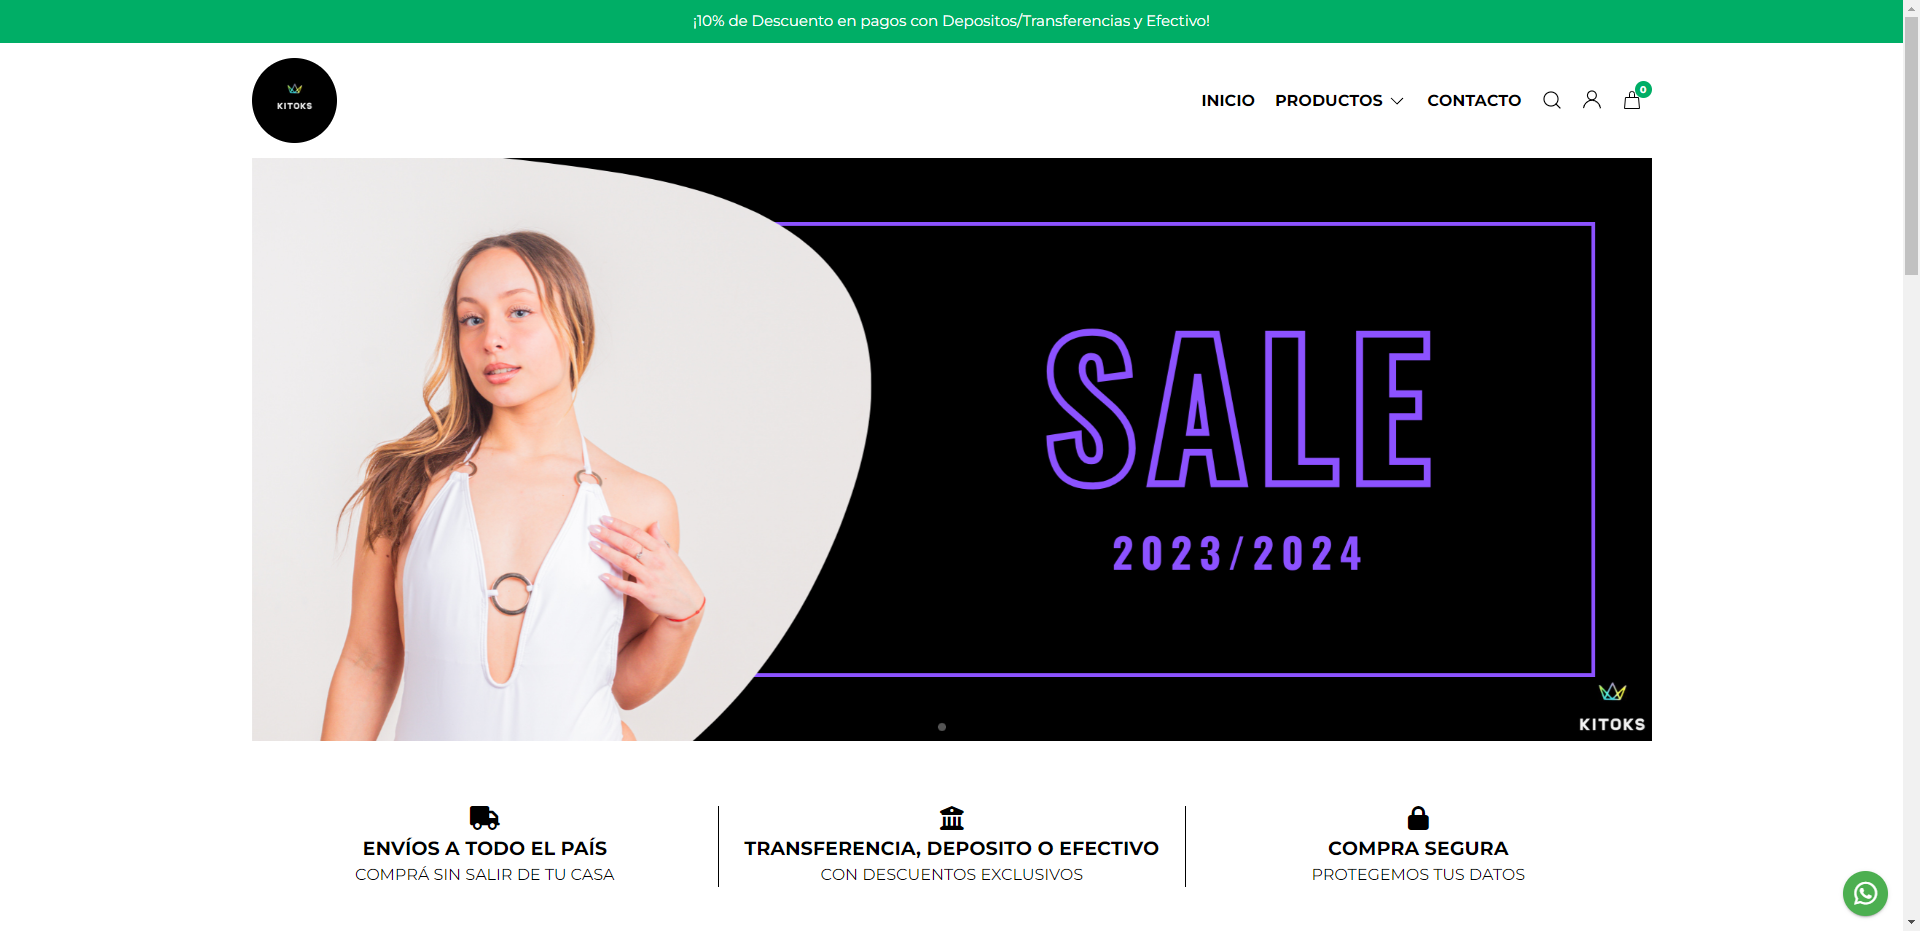 ¡10% de Descuento en pagos con Depositos/Transferencias y Efectivo!
KITOKS
INICIO PRODUCTOS CONTACTO 0
SALE
2023/2024
KITOKS
ENVÍOS A TODO EL PAÍS
COMPRÁ SIN SALIR DE TU CASA
TRANSFERENCIA, DEPOSITO O EFECTIVO
CON DESCUENTOS EXCLUSIVOS
COMPRA SEGURA
PROTEGEMOS TUS DATOS